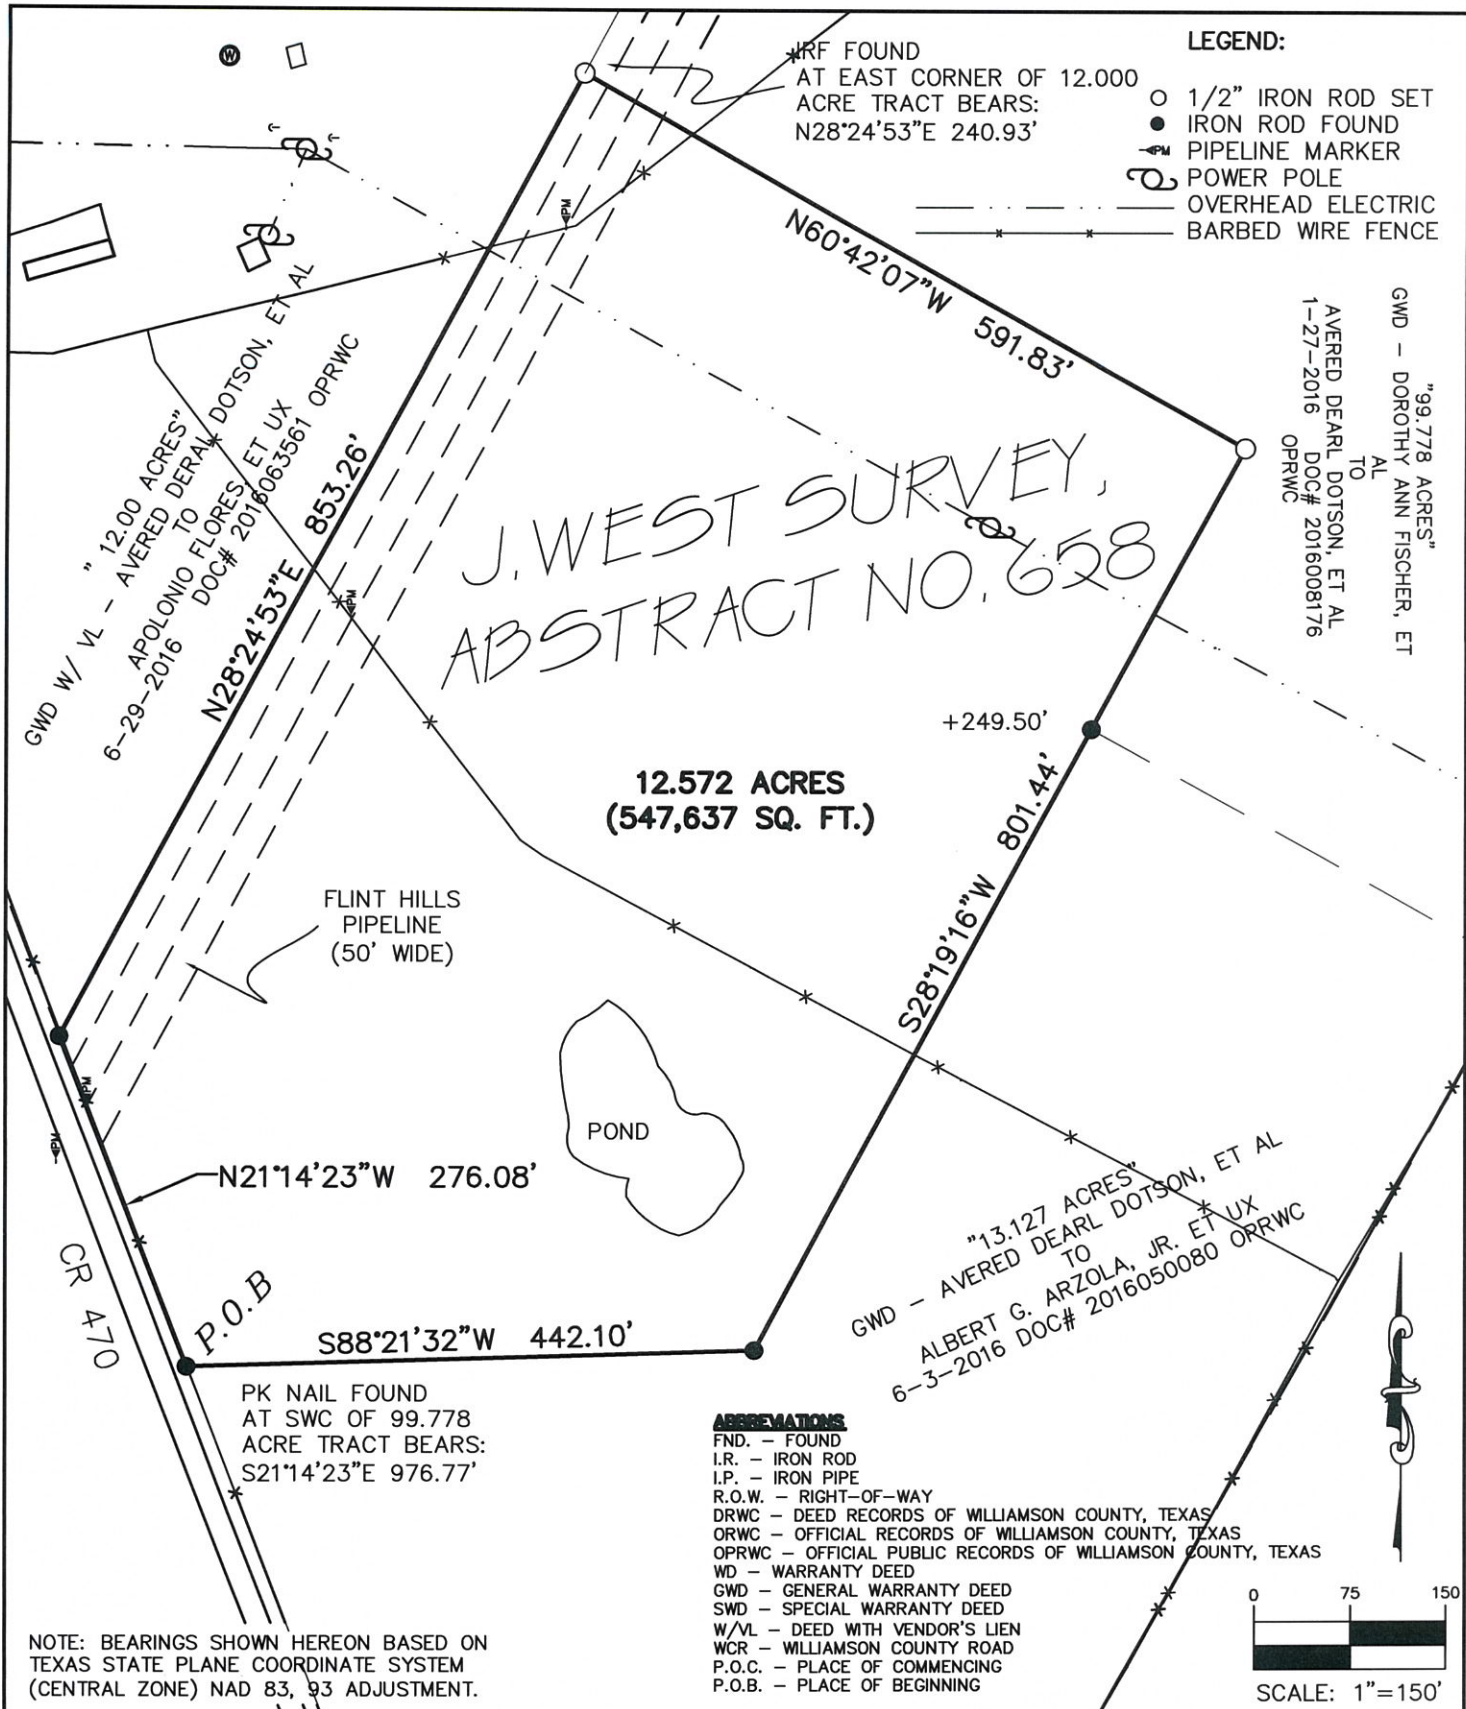 IRF FOUND
AT EAST CORNER OF 12.000
ACRE TRACT BEARS:
N28°24'53"E 240.93'
LEGEND:
1/2" IRON ROD SET
IRON ROD FOUND
PM PIPELINE MARKER
POWER POLE
OVERHEAD ELECTRIC
BARBED WIRE FENCE
W
PM
N60°42'07"W 591.83'
"99.778 ACRES"
GWD - DOROTHY ANN FISCHER, ET
AL
TO
AVERED DEARL DOTSON, ET AL
1-27-2016 DOC# 2016008176
OPRWC
" 12.00 ACRES"
GWD W/ VL - AVERED DERAL DOTSON, ET AL
TO
APOLONIO FLORES, ET UX
6-29-2016 DOC# 2016063561 OPRWC
N28°24'53"E 853.26'
PM
J. WEST SURVEY,
ABSTRACT NO. 658
+249.50'
12.572 ACRES
(547,637 SQ. FT.)
S28°19'16"W 801.44'
FLINT HILLS
PIPELINE
(50' WIDE)
PM
PM
POND
N21°14'23"W 276.08'
CR 470
P.O.B
S88°21'32"W 442.10'
"13.127 ACRES"
GWD - AVERED DEARL DOTSON, ET AL
TO
ALBERT G. ARZOLA, JR. ET UX
6-3-2016 DOC# 2016050080 OPRWC
PK NAIL FOUND
AT SWC OF 99.778
ACRE TRACT BEARS:
S21°14'23"E 976.77'
ABBREVIATIONS
FND. - FOUND
I.R. - IRON ROD
I.P. - IRON PIPE
R.O.W. - RIGHT-OF-WAY
DRWC - DEED RECORDS OF WILLIAMSON COUNTY, TEXAS
ORWC - OFFICIAL RECORDS OF WILLIAMSON COUNTY, TEXAS
OPRWC - OFFICIAL PUBLIC RECORDS OF WILLIAMSON COUNTY, TEXAS
WD - WARRANTY DEED
GWD - GENERAL WARRANTY DEED
SWD - SPECIAL WARRANTY DEED
W/VL - DEED WITH VENDOR'S LIEN
WCR - WILLIAMSON COUNTY ROAD
P.O.C. - PLACE OF COMMENCING
P.O.B. - PLACE OF BEGINNING
0 75 150
SCALE: 1"=150'
NOTE: BEARINGS SHOWN HEREON BASED ON
TEXAS STATE PLANE COORDINATE SYSTEM
(CENTRAL ZONE) NAD 83, 93 ADJUSTMENT.